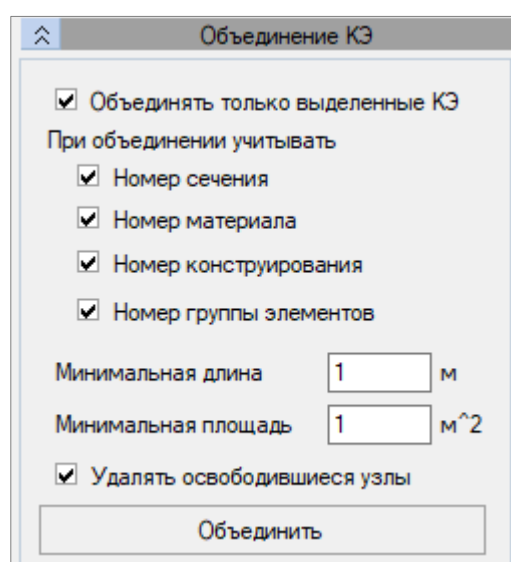 Объединение КЭ
Объединять только выделенные КЭ
При объединении учитывать
Номер сечения
Номер материала
Номер конструирования
Номер группы элементов
Минимальная длина 1 м
Минимальная площадь 1 м^2
Удалять освободившиеся узлы
Объединить